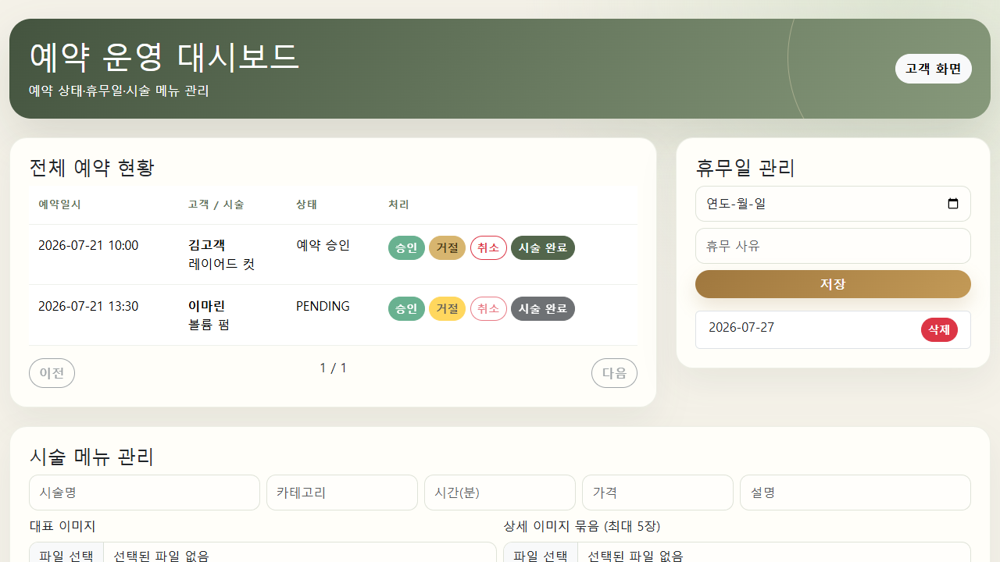 예약 운영 대시보드
예약 상태·휴무일·시술 메뉴 관리
고객 화면
전체 예약 현황
예약일시 고객 / 시술 상태 처리
2026-07-21 10:00 김고객 예약 승인 승인 거절 취소 시술 완료
레이어드 컷
2026-07-21 13:30 이마린 PENDING 승인 거절 취소 시술 완료
볼륨 펌
이전 1 / 1 다음
휴무일 관리
연도-월-일
휴무 사유
저장
2026-07-27 삭제
시술 메뉴 관리
시술명 카테고리 시간(분) 가격 설명
대표 이미지 상세 이미지 묶음 (최대 5장)
파일 선택 선택된 파일 없음 파일 선택 선택된 파일 없음